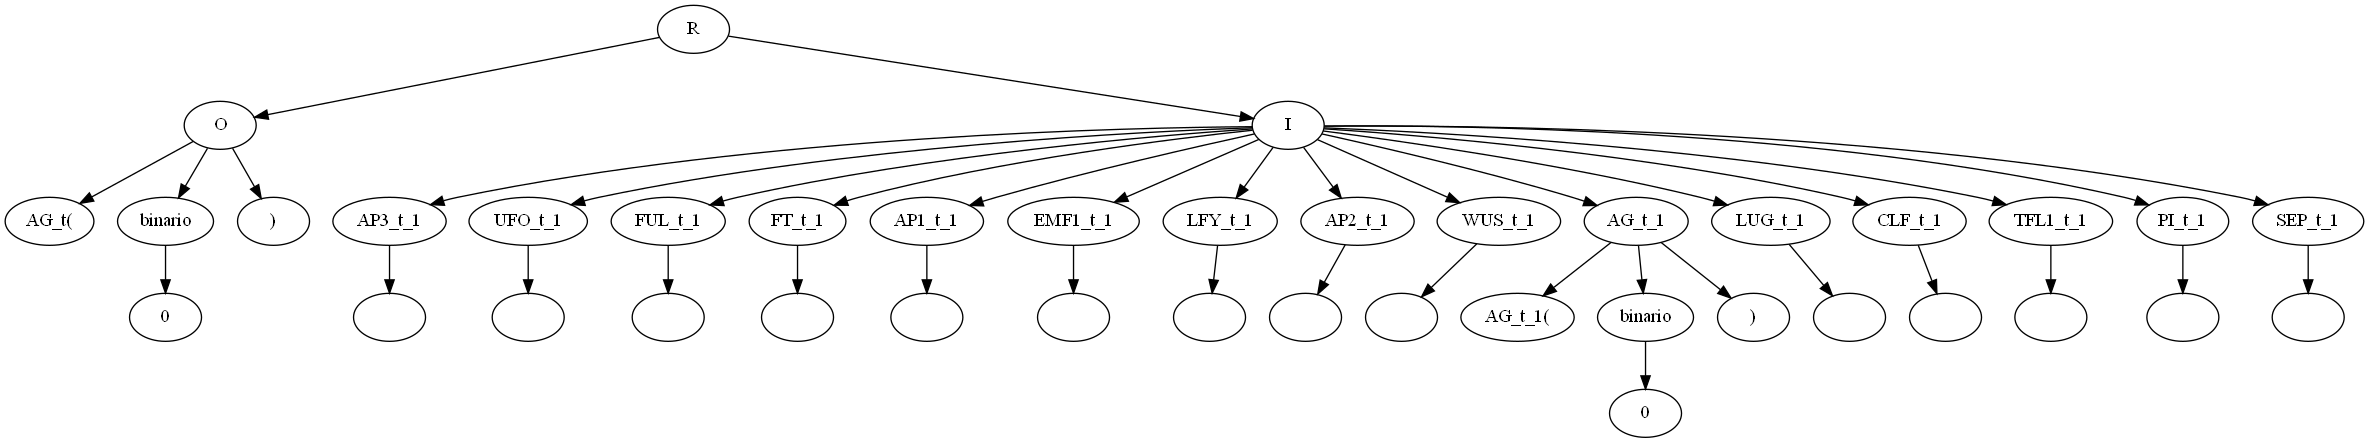 R
O
I
AG_t(
binario
)
AP3_t_1
UFO_t_1
FUL_t_1
FT_t_1
AP1_t_1
EMF1_t_1
LFY_t_1
AP2_t_1
WUS_t_1
AG_t_1
LUG_t_1
CLF_t_1
TFL1_t_1
PI_t_1
SEP_t_1
0
AG_t_1(
binario
)
0